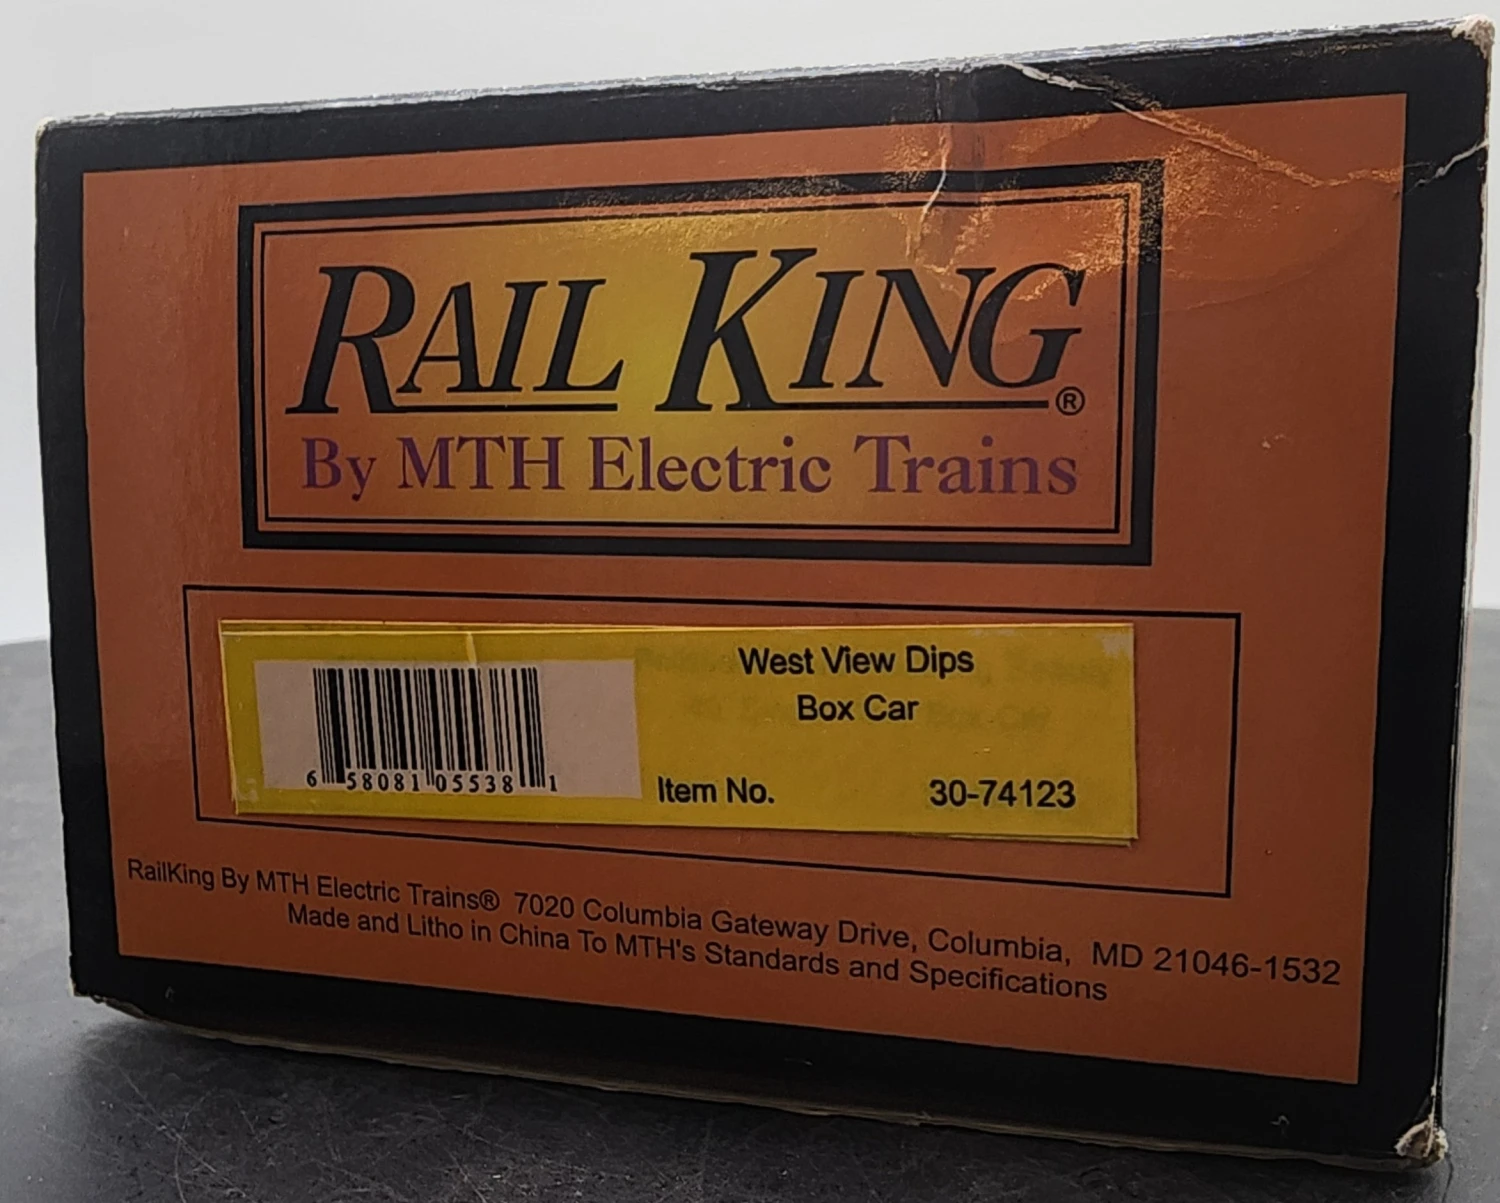 RAIL KING®
By MTH Electric Trains
West View Dips
Box Car
6 58081 05538 1
Item No. 30-74123
RailKing By MTH Electric Trains® 7020 Columbia Gateway Drive, Columbia, MD 21046-1532
Made and Litho in China To MTH's Standards and Specifications